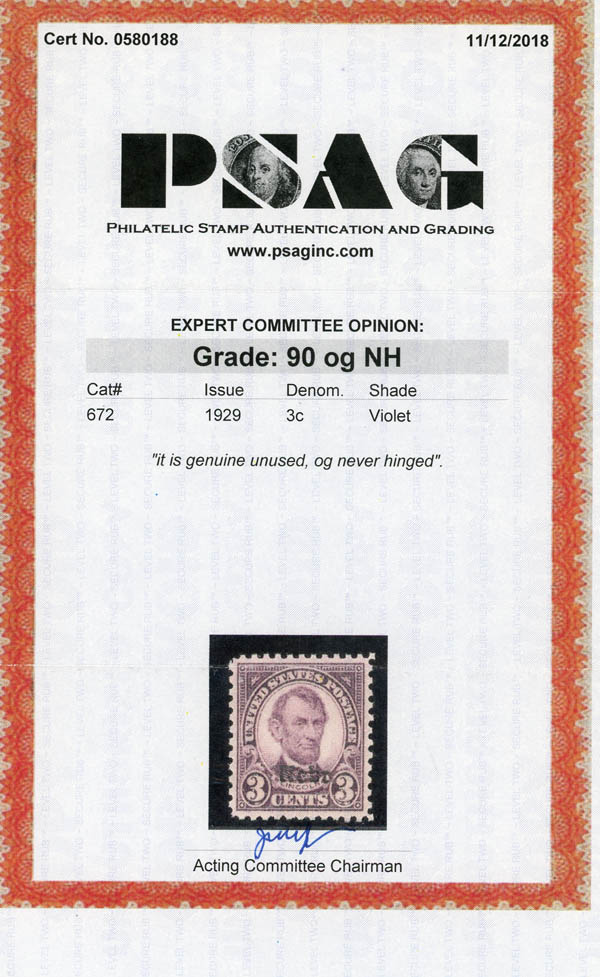 Cert No. 0580188 11/12/2018
PSAG
PHILATELIC STAMP AUTHENTICATION AND GRADING
www.psaginc.com
EXPERT COMMITTEE OPINION:
Grade: 90 og NH
Cat# Issue Denom. Shade
672 1929 3c Violet
"it is genuine unused, og never hinged".
UNITED STATES POSTAGE
Nebr.
LINCOLN
3 CENTS 3
Acting Committee Chairman